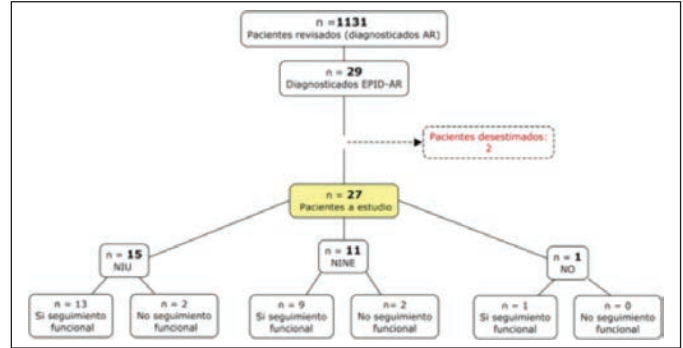 n =1131
Pacientes revisados (diagnosticados AR)
n = 29
Diagnosticados EPID-AR
Pacientes desestimados:
2
n = 27
Pacientes a estudio
n = 15
NIU
n = 11
NINE
n = 1
NO
n = 13
Si seguimiento
funcional
n = 2
No seguimiento
funcional
n = 9
Si seguimiento
funcional
n= 2
No seguimiento
funcional
n = 1
Si seguimiento
funcional
n = 0
No seguimiento
funcional